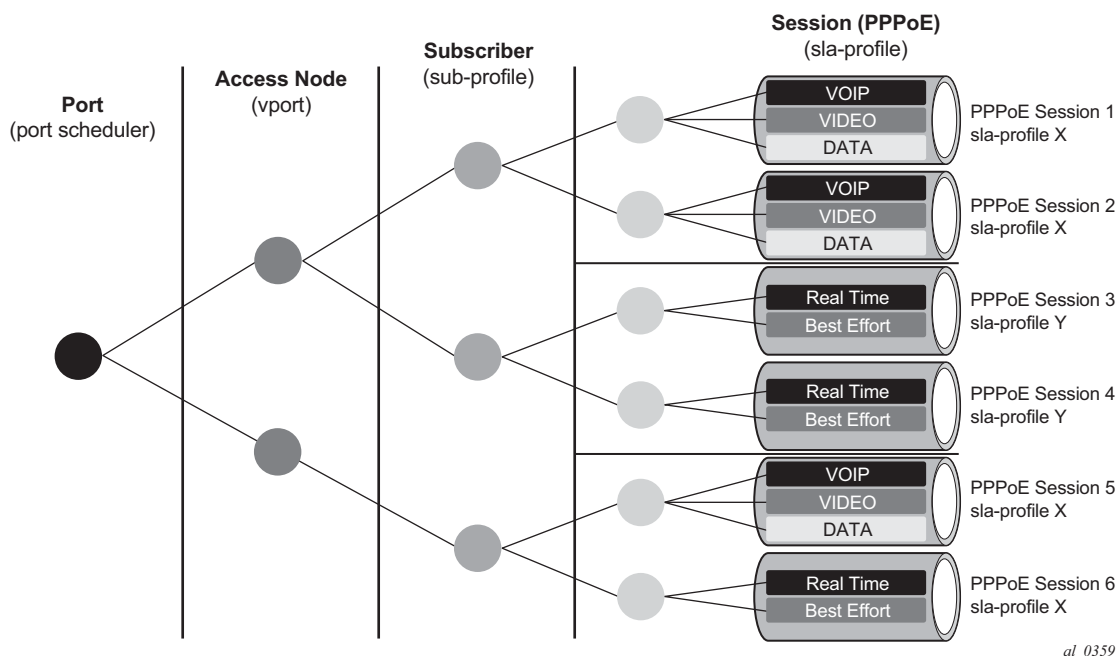 Port
(port scheduler)
Access Node
(vport)
Subscriber
(sub-profile)
Session (PPPoE)
(sla-profile)
VOIP
VIDEO
DATA
PPPoE Session 1
sla-profile X
VOIP
VIDEO
DATA
PPPoE Session 2
sla-profile X
Real Time
Best Effort
PPPoE Session 3
sla-profile Y
Real Time
Best Effort
PPPoE Session 4
sla-profile Y
VOIP
VIDEO
DATA
PPPoE Session 5
sla-profile X
Real Time
Best Effort
PPPoE Session 6
sla-profile X
al_0359